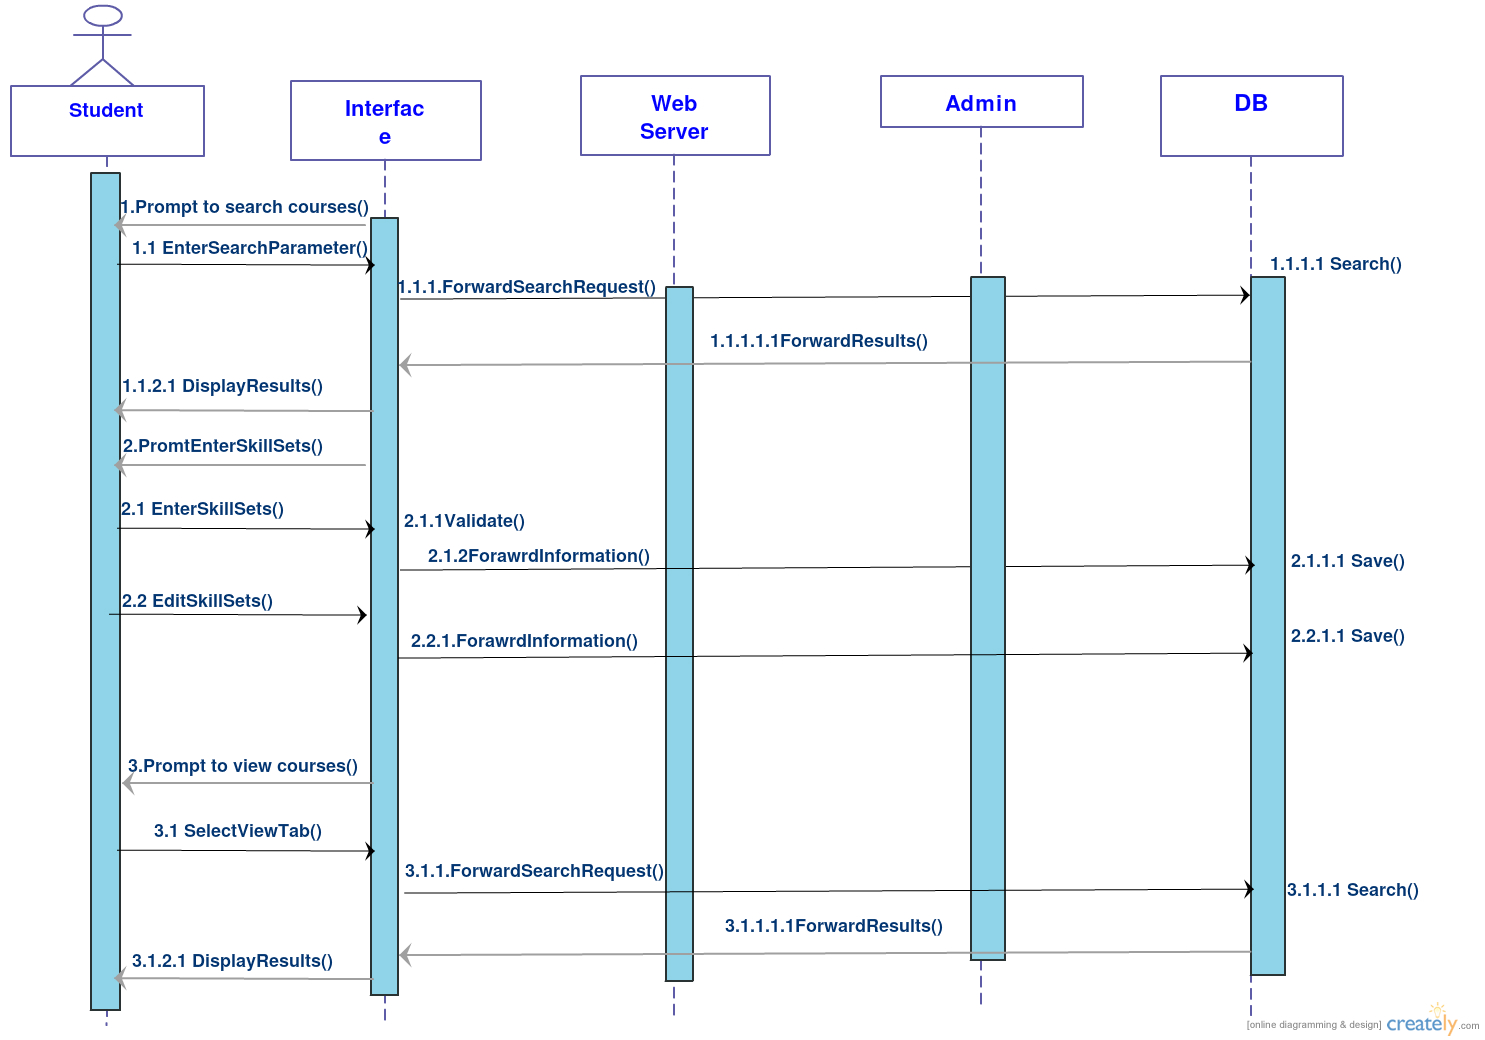 Student
Interfac
e
Web
Server
Admin
DB
1.Prompt to search courses()
1.1 EnterSearchParameter()
1.1.1.1 Search()
1.1.1.ForwardSearchRequest()
1.1.1.1.1ForwardResults()
1.1.2.1 DisplayResults()
2.PromtEnterSkillSets()
2.1 EnterSkillSets()
2.1.1Validate()
2.1.2ForawrdInformation()
2.1.1.1 Save()
2.2 EditSkillSets()
2.2.1.ForawrdInformation()
2.2.1.1 Save()
3.Prompt to view courses()
3.1 SelectViewTab()
3.1.1.ForwardSearchRequest()
3.1.1.1 Search()
3.1.1.1.1ForwardResults()
3.1.2.1 DisplayResults()
[online diagramming & design] creately.com